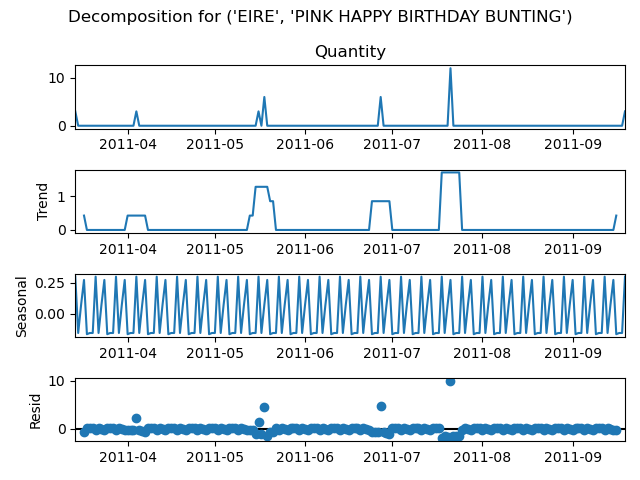 Decomposition for ('EIRE', 'PINK HAPPY BIRTHDAY BUNTING')
Quantity
10
0
2011-04 2011-05 2011-06 2011-07 2011-08 2011-09
Trend
1
0
2011-04 2011-05 2011-06 2011-07 2011-08 2011-09
Seasonal
0.25
0.00
2011-04 2011-05 2011-06 2011-07 2011-08 2011-09
Resid
10
0
2011-04 2011-05 2011-06 2011-07 2011-08 2011-09